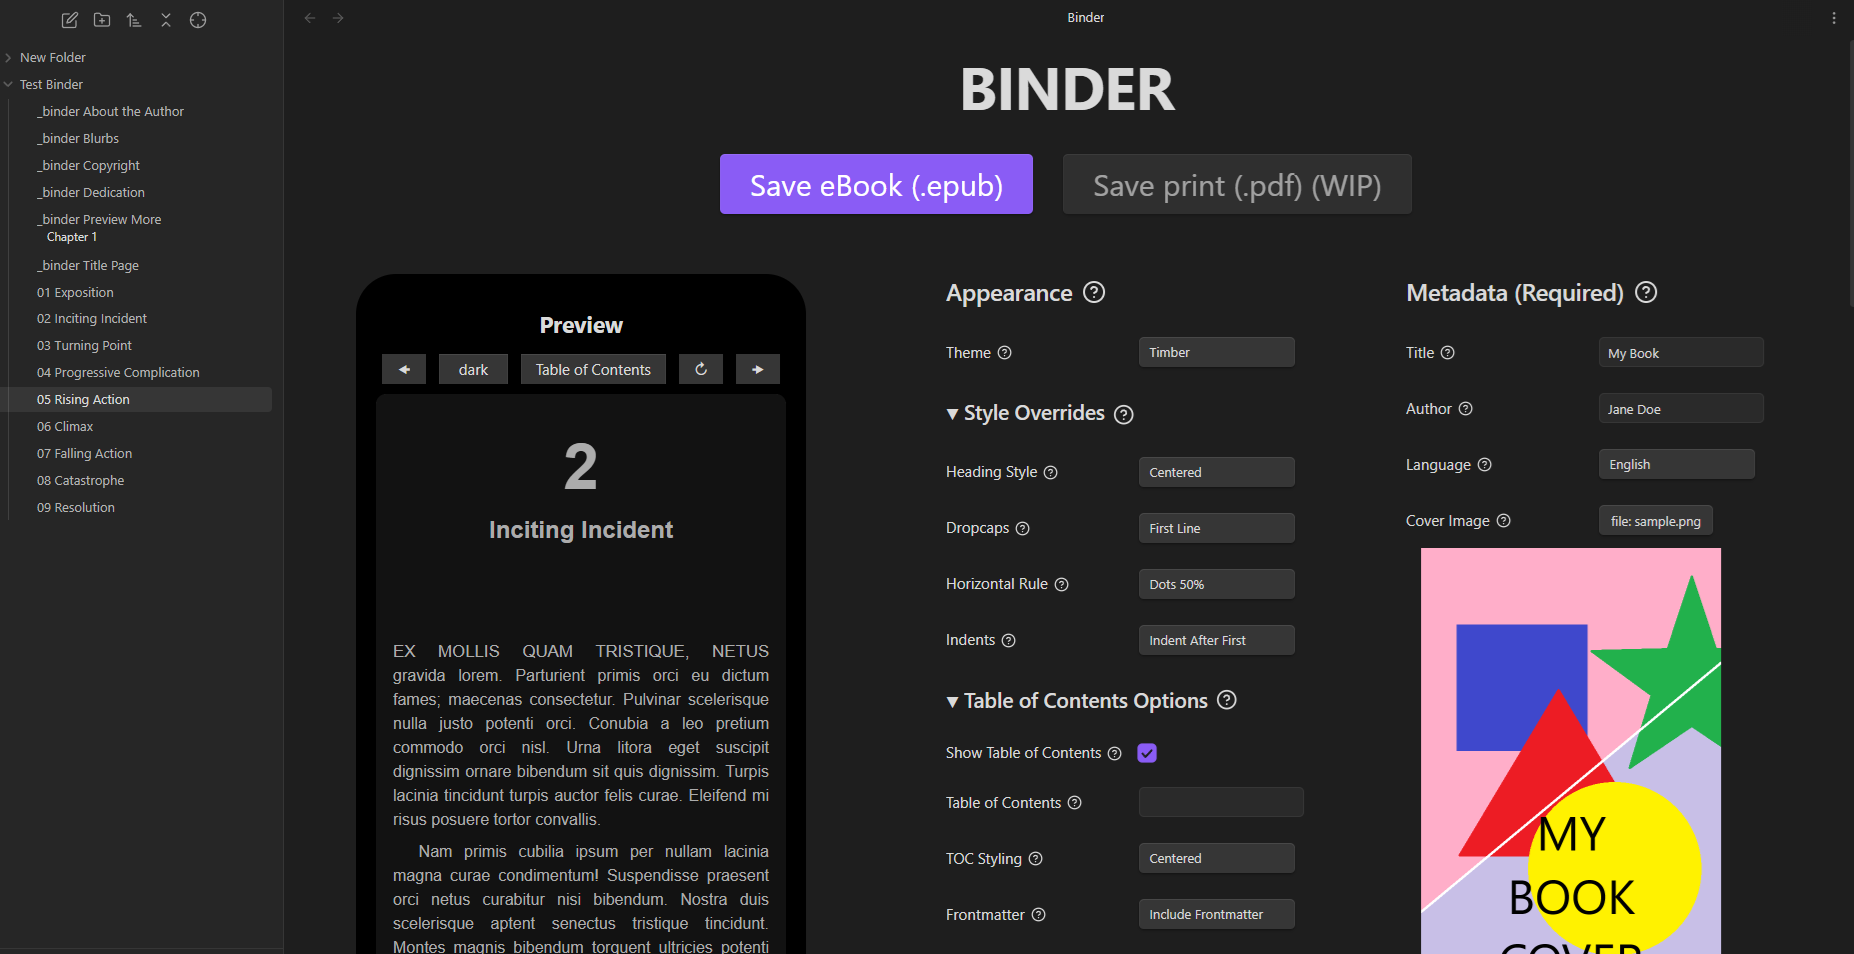 New Folder
Test Binder
_binder About the Author
_binder Blurbs
_binder Copyright
_binder Dedication
_binder Preview More
Chapter 1
_binder Title Page
01 Exposition
02 Inciting Incident
03 Turning Point
04 Progressive Complication
05 Rising Action
06 Climax
07 Falling Action
08 Catastrophe
09 Resolution
Binder
BINDER
Save eBook (.epub)
Save print (.pdf) (WIP)
Preview
dark
Table of Contents
2
Inciting Incident
EX MOLLIS QUAM TRISTIQUE, NETUS
gravida lorem. Parturient primis orci eu dictum
fames; maecenas consectetur. Pulvinar scelerisque
nulla justo potenti orci. Conubia a leo pretium
commodo orci nisl. Urna litora eget suscipit
dignissim ornare bibendum sit quis dignissim. Turpis
lacinia tincidunt turpis auctor felis curae. Eleifend mi
risus posuere tortor convallis.
Nam primis cubilia ipsum per nullam lacinia
magna curae condimentum! Suspendisse praesent
orci netus curabitur nisi bibendum. Nostra duis
scelerisque aptent senectus tristique tincidunt.
Montes magnis bibendum torquent ultricies potenti
Appearance
Theme
Timber
Style Overrides
Heading Style
Centered
Dropcaps
First Line
Horizontal Rule
Dots 50%
Indents
Indent After First
Table of Contents Options
Show Table of Contents
Table of Contents
TOC Styling
Centered
Frontmatter
Include Frontmatter
Metadata (Required)
Title
My Book
Author
Jane Doe
Language
English
Cover Image
file: sample.png
MY
BOOK
COVER